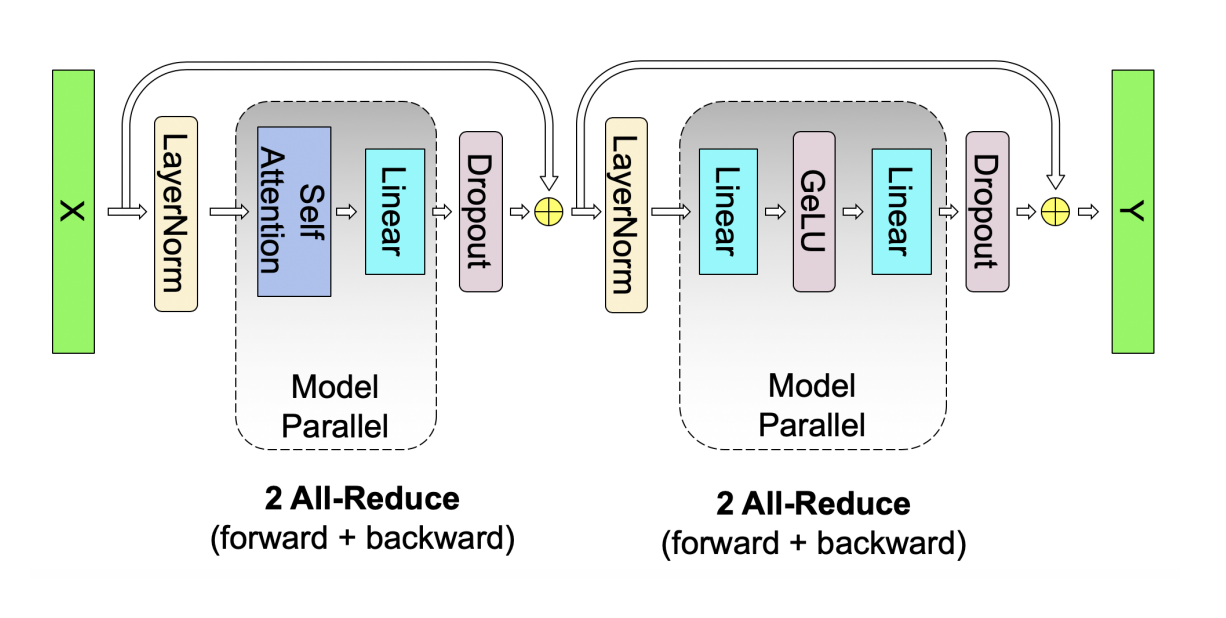 X
LayerNorm
Self
Attention
Linear
Dropout
LayerNorm
Linear
GeLU
Linear
Dropout
Y
Model
Parallel
Model
Parallel
2 All-Reduce
(forward + backward)
2 All-Reduce
(forward + backward)